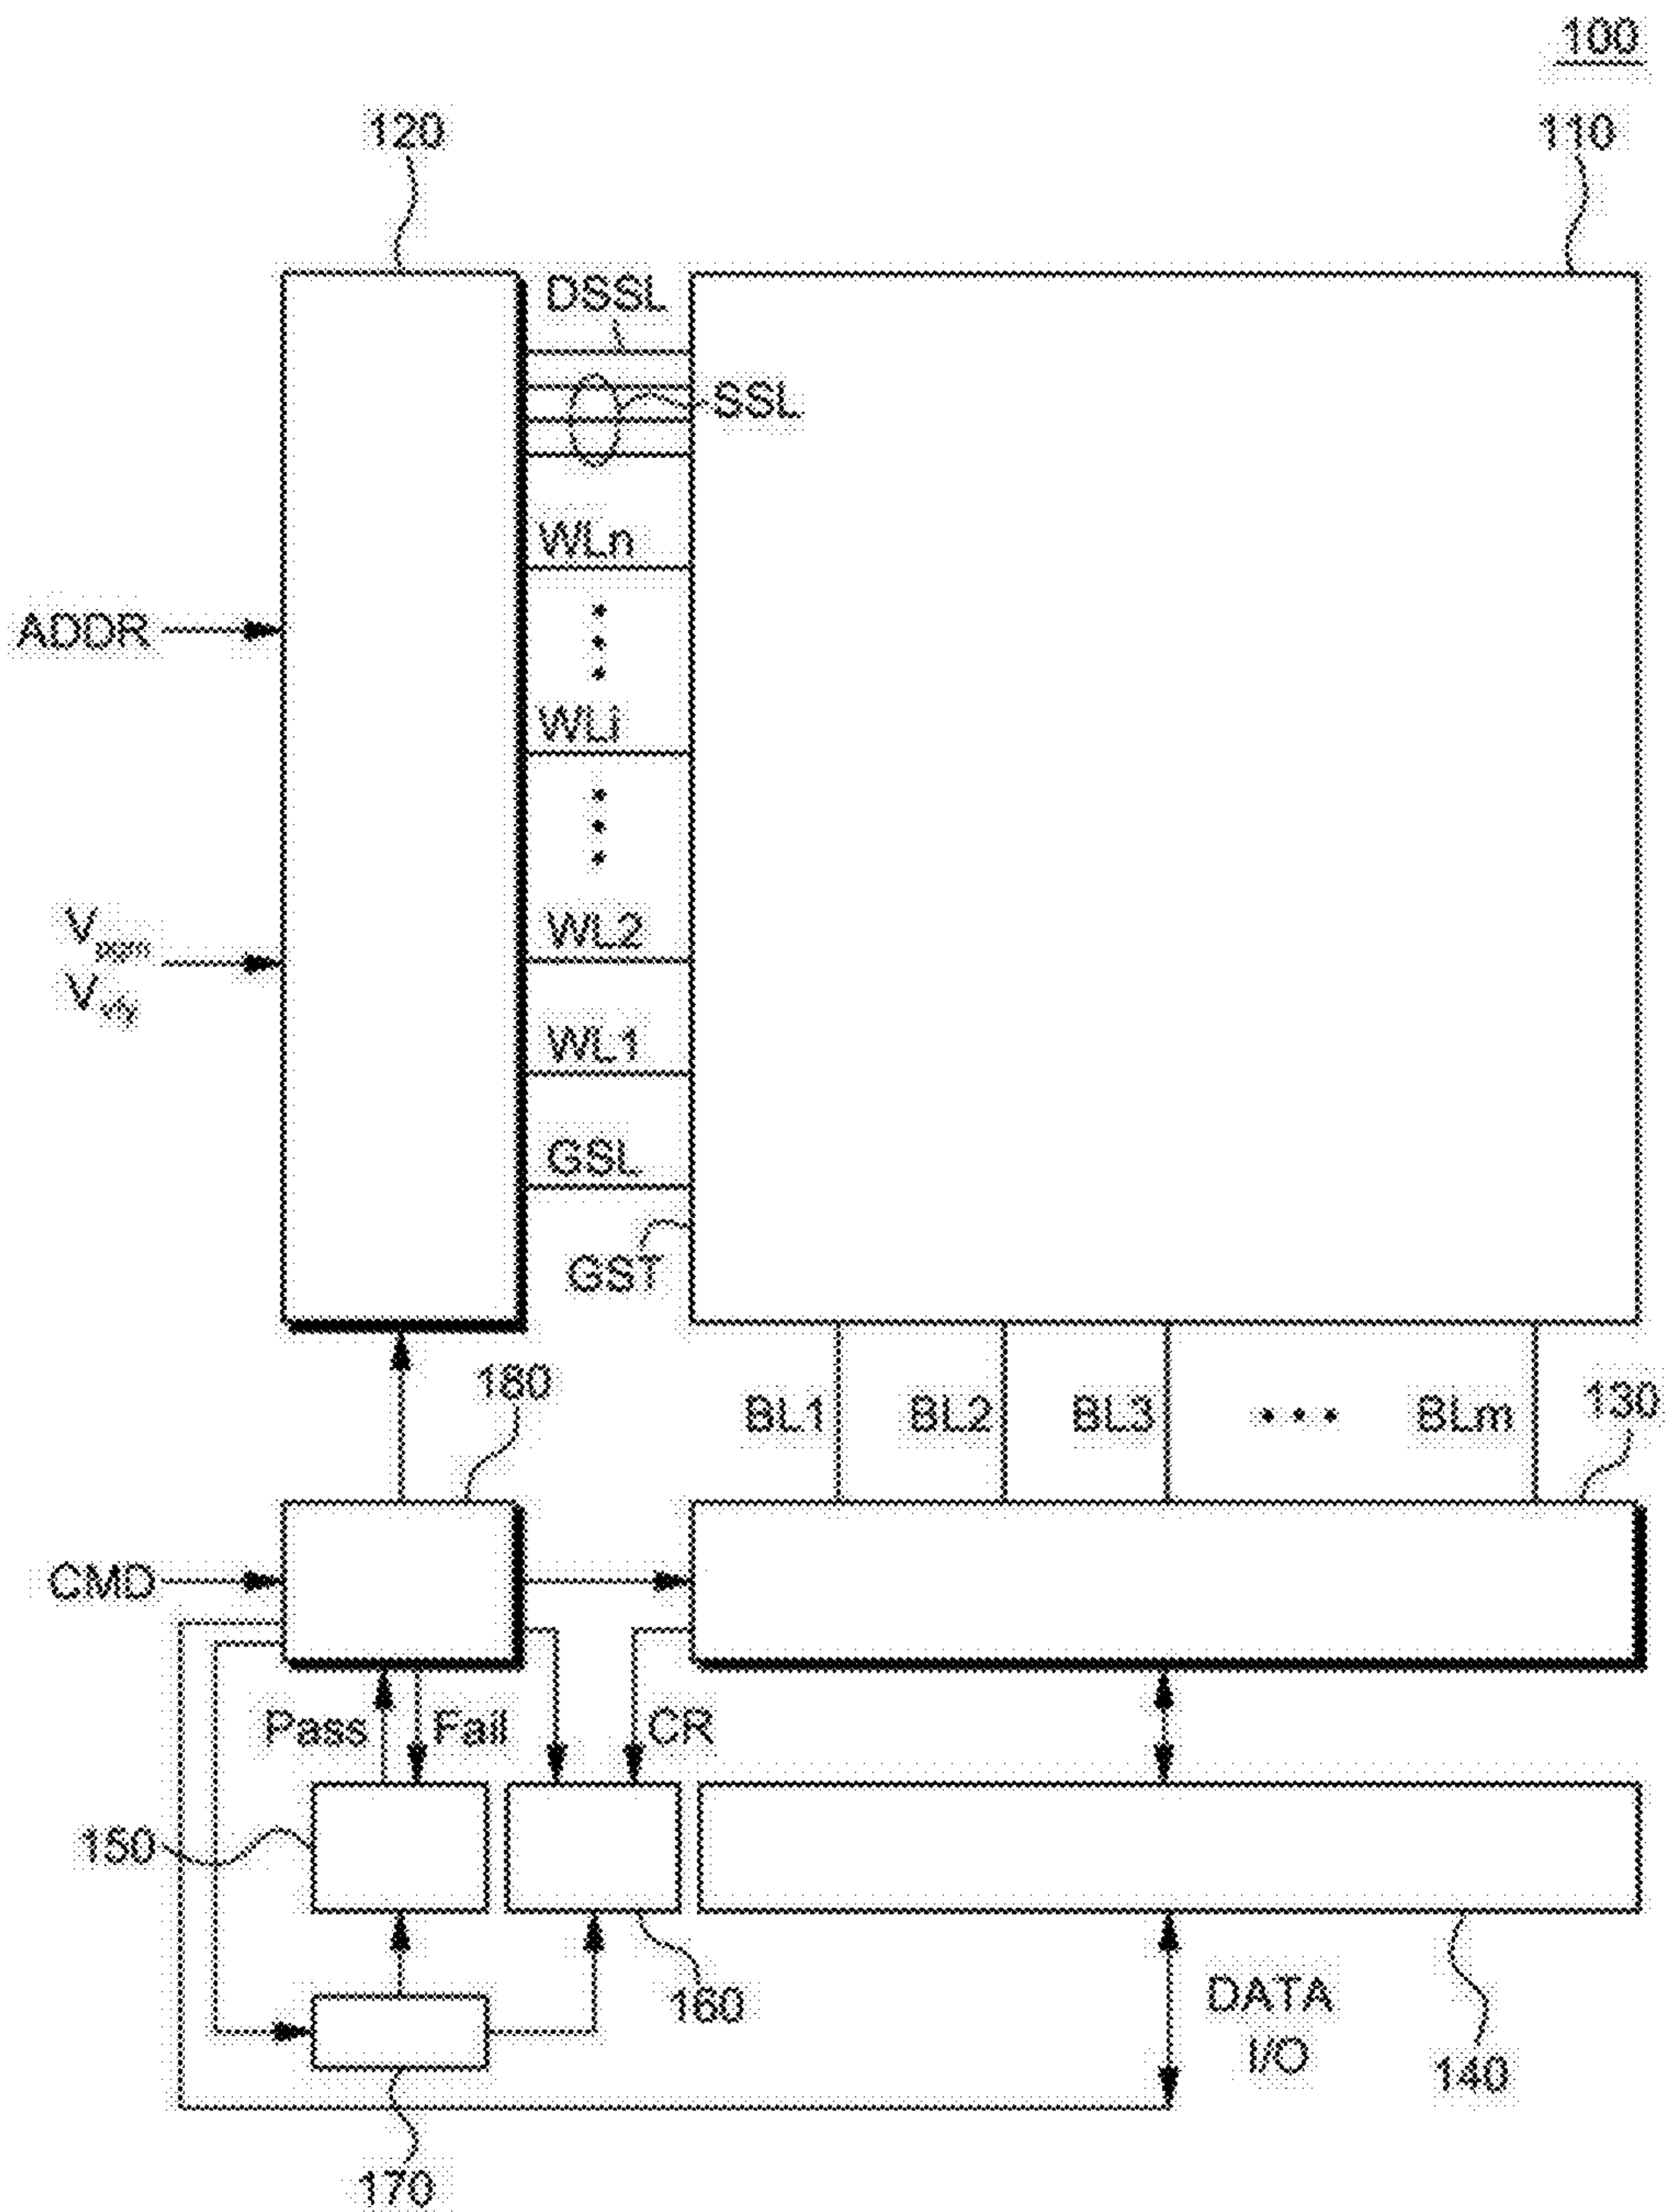 100
120
110
DSSL
SSL
WLn
ADDR
WLi
Vpgm
WL2
Vvfy
WL1
GSL
GST
180
BL1 BL2 BL3 ••• BLm
130
CMD
Pass Fail CR
150
160
DATA
I/O
140
170